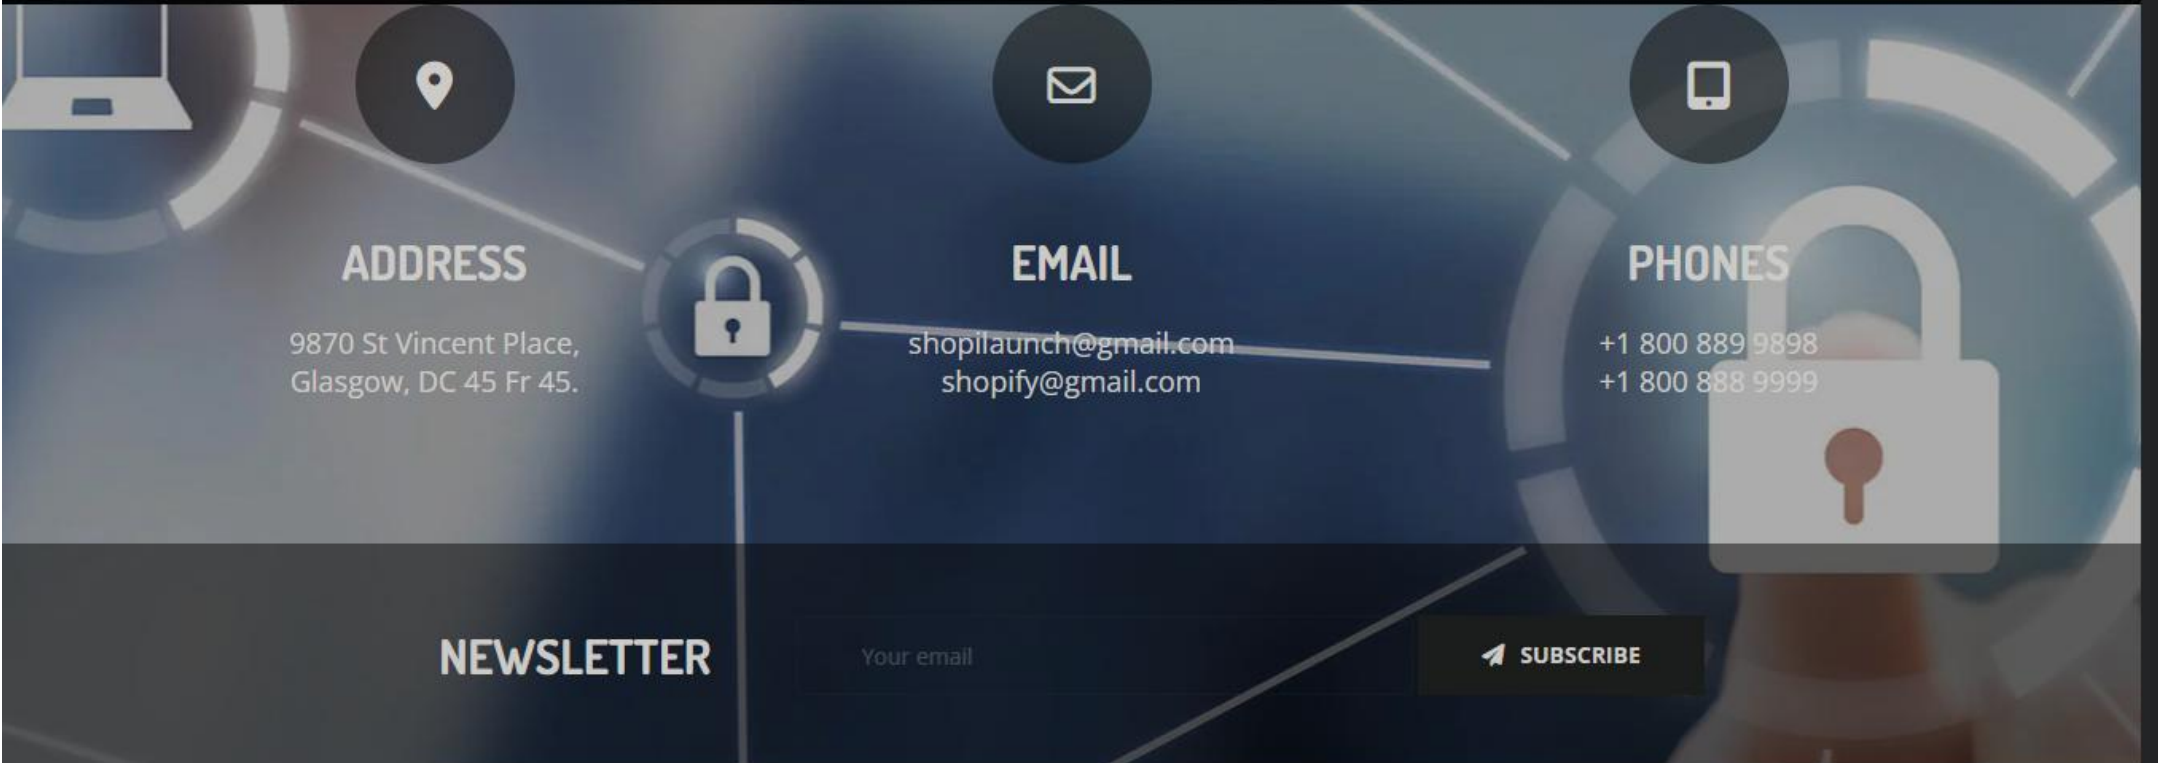 ADDRESS
9870 St Vincent Place,
Glasgow, DC 45 Fr 45.
EMAIL
shopilaunch@gmail.com
shopify@gmail.com
PHONES
+1 800 889 9898
+1 800 888 9999
NEWSLETTER
Your email
SUBSCRIBE